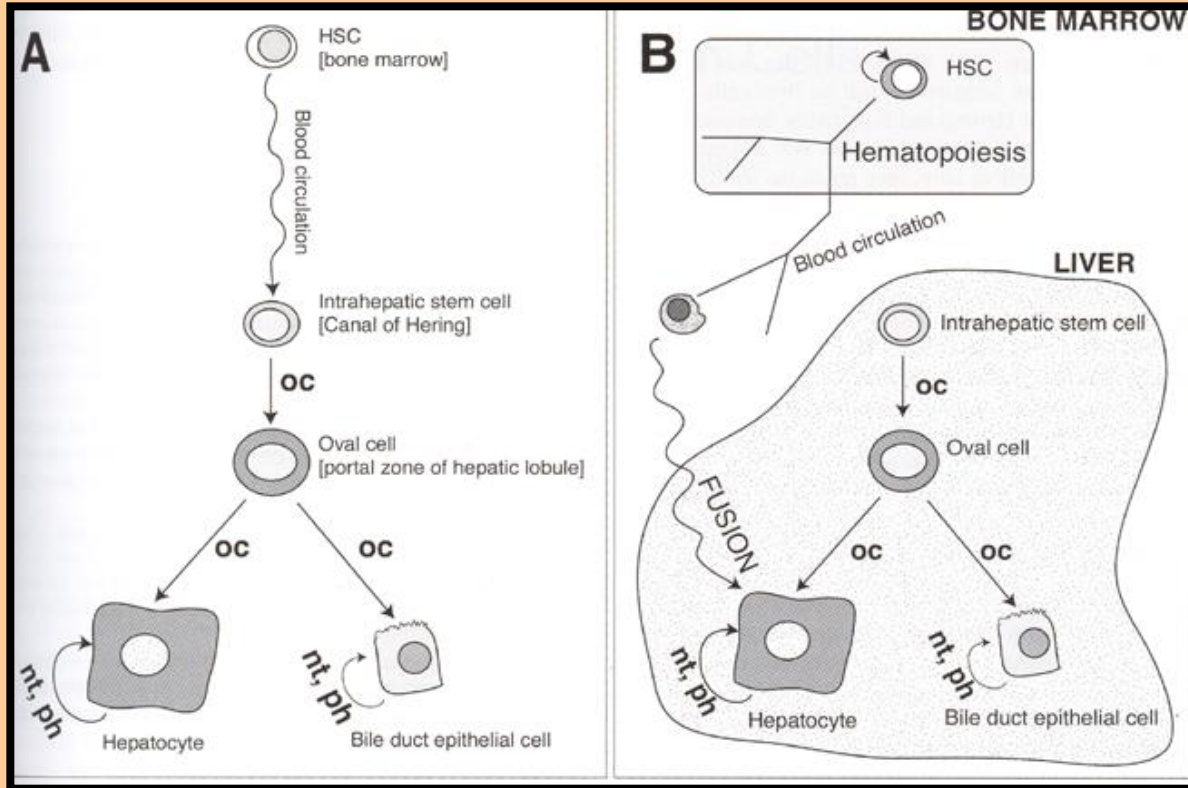 A
HSC
[bone marrow]
Blood circulation
Intrahepatic stem cell
[Canal of Hering]
oc
Oval cell
[portal zone of hepatic lobule]
oc
oc
nt, ph
Hepatocyte
nt, ph
Bile duct epithelial cell
BONE MARROW
B
HSC
Hematopoiesis
Blood circulation
LIVER
Intrahepatic stem cell
oc
Oval cell
FUSION
oc
oc
nt, ph
Hepatocyte
nt, ph
Bile duct epithelial cell